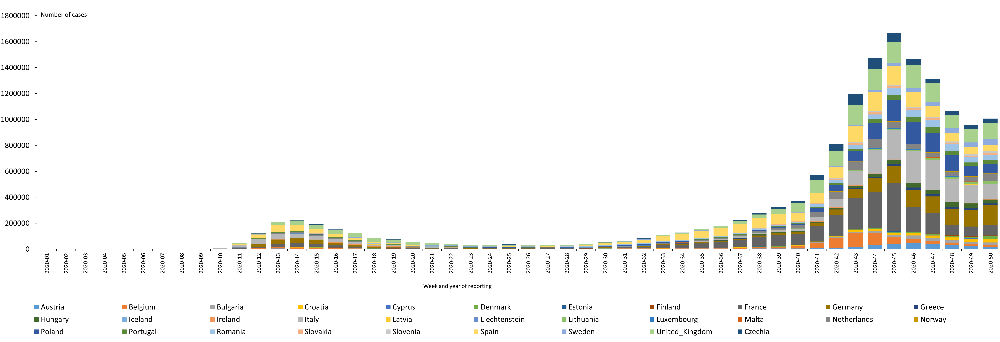 Number of cases
1800000
1600000
1400000
1200000
1000000
800000
600000
400000
200000
0
2020-01 2020-02 2020-03 2020-04 2020-05 2020-06 2020-07 2020-08 2020-09 2020-10 2020-11 2020-12 2020-13 2020-14 2020-15 2020-16 2020-17 2020-18 2020-19 2020-20 2020-21 2020-22 2020-23 2020-24 2020-25 2020-26 2020-27 2020-28 2020-29 2020-30 2020-31 2020-32 2020-33 2020-34 2020-35 2020-36 2020-37 2020-38 2020-39 2020-40 2020-41 2020-42 2020-43 2020-44 2020-45 2020-46 2020-47 2020-48 2020-49 2020-50
Week and year of reporting
Austria Belgium Bulgaria Croatia Cyprus Denmark Estonia Finland France Germany Greece
Hungary Iceland Ireland Italy Latvia Liechtenstein Lithuania Luxembourg Malta Netherlands Norway
Poland Portugal Romania Slovakia Slovenia Spain Sweden United_Kingdom Czechia